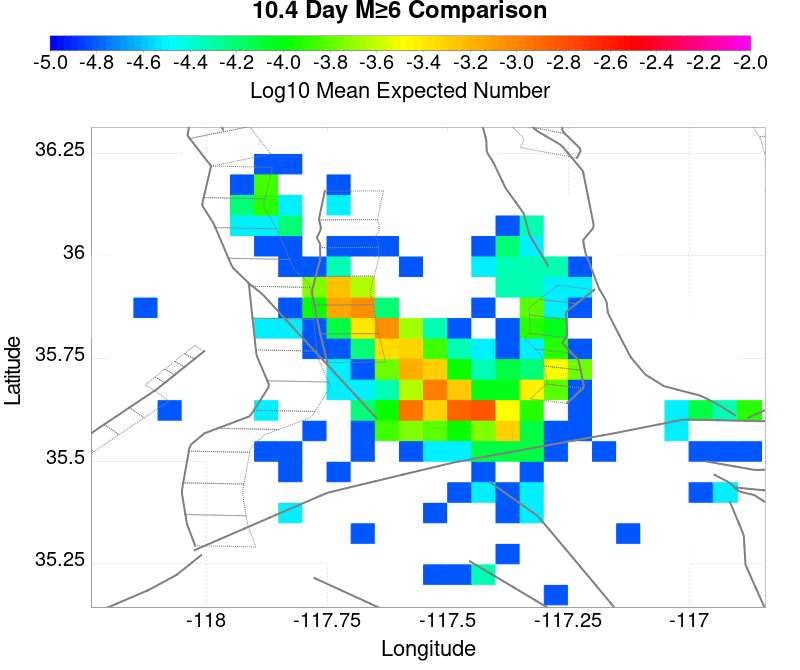 10.4 Day M≥6 Comparison
-5.0 -4.8 -4.6 -4.4 -4.2 -4.0 -3.8 -3.6 -3.4 -3.2 -3.0 -2.8 -2.6 -2.4 -2.2 -2.0
Log10 Mean Expected Number
36.25
36
35.75
35.5
35.25
Latitude
-118 -117.75 -117.5 -117.25 -117
Longitude